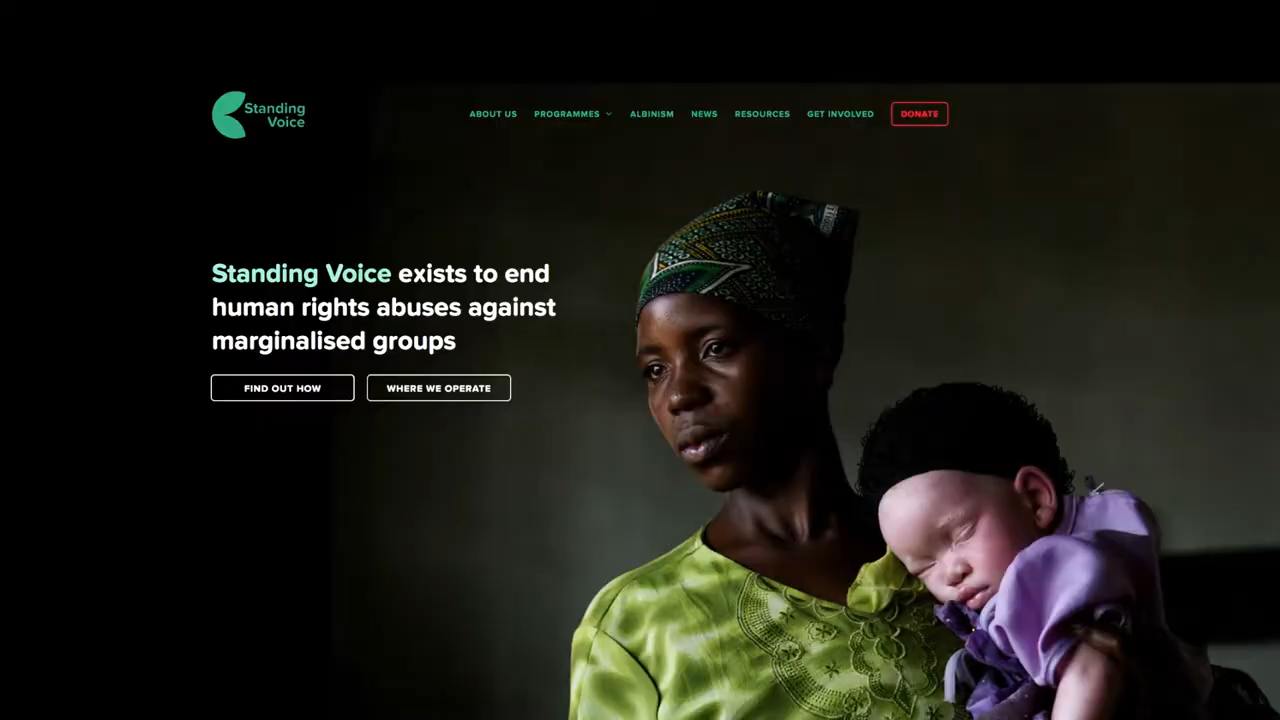 Standing
Voice
ABOUT US PROGRAMMES ALBINISM NEWS RESOURCES GET INVOLVED DONATE
Standing Voice exists to end
human rights abuses against
marginalised groups
FIND OUT HOW WHERE WE OPERATE